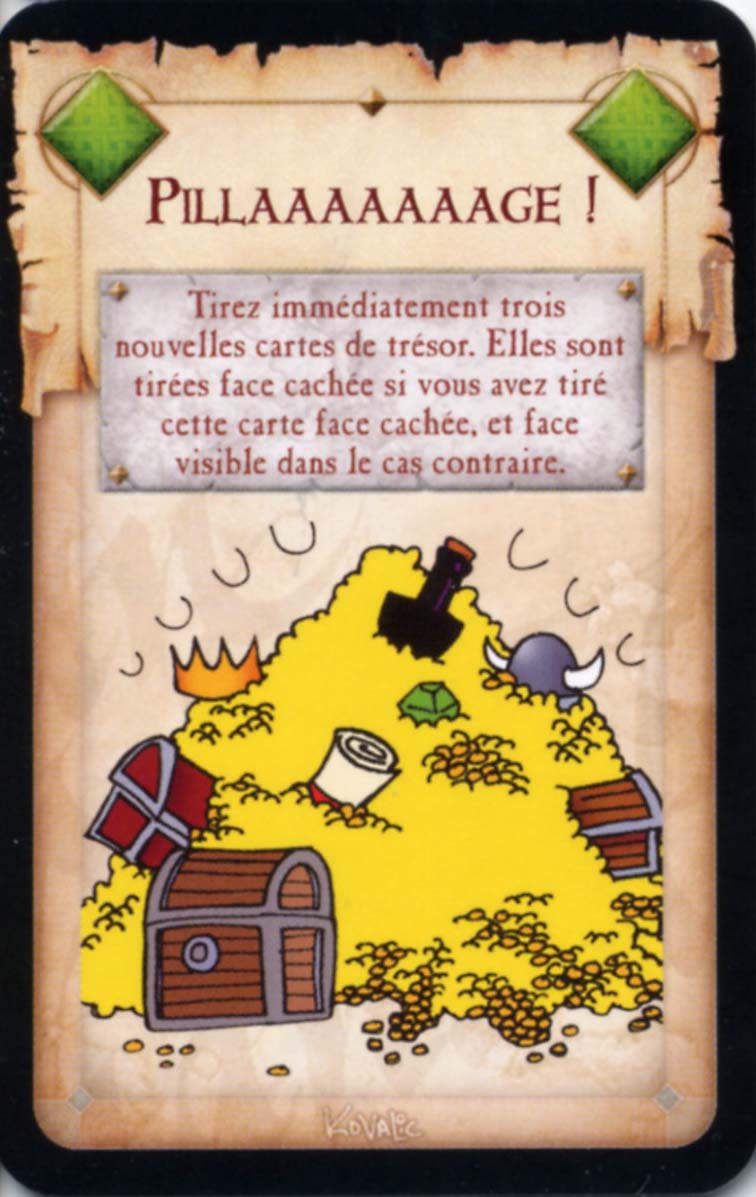 PILLAAAAAAAGE !
Tirez immédiatement trois
nouvelles cartes de trésor. Elles sont
tirées face cachée si vous avez tiré
cette carte face cachée, et face
visible dans le cas contraire.
KOVALIC